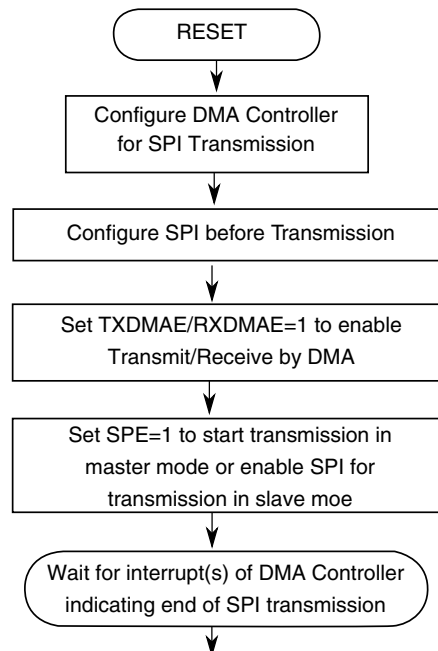 RESET
Configure DMA Controller
for SPI Transmission
Configure SPI before Transmission
Set TXDMAE/RXDMAE=1 to enable
Transmit/Receive by DMA
Set SPE=1 to start transmission in
master mode or enable SPI for
transmission in slave moe
Wait for interrupt(s) of DMA Controller
indicating end of SPI transmission